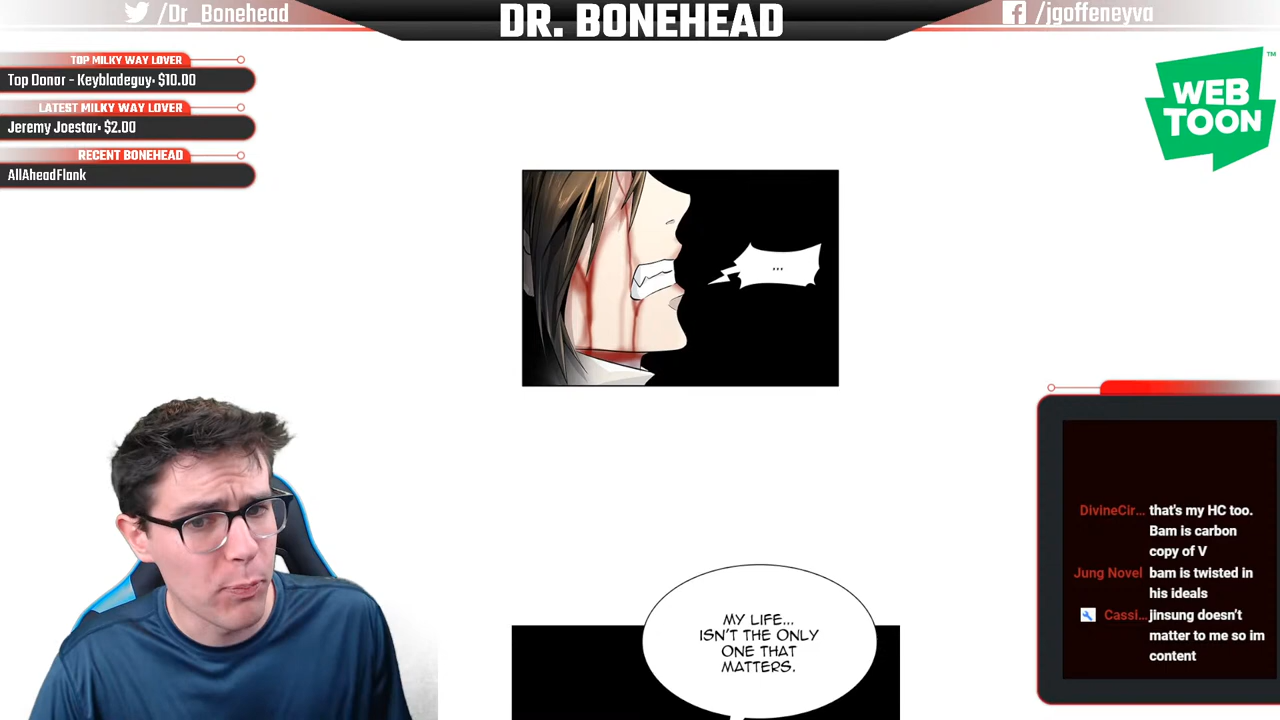 /Dr_Bonehead
DR. BONEHEAD
/jgoffeneyva
TOP MILKY WAY LOVER
Top Donor - Keybladeguy: $10.00
LATEST MILKY WAY LOVER
Jeremy Joestar: $2.00
RECENT BONEHEAD
AllAheadFlank
WEB
TOON
TM
...
MY LIFE...
ISN'T THE ONLY
ONE THAT
MATTERS.
DivineCir... that's my HC too.
Bam is carbon
copy of V
Jung Novel bam is twisted in
his ideals
Cassi... jinsung doesn't
matter to me so im
content